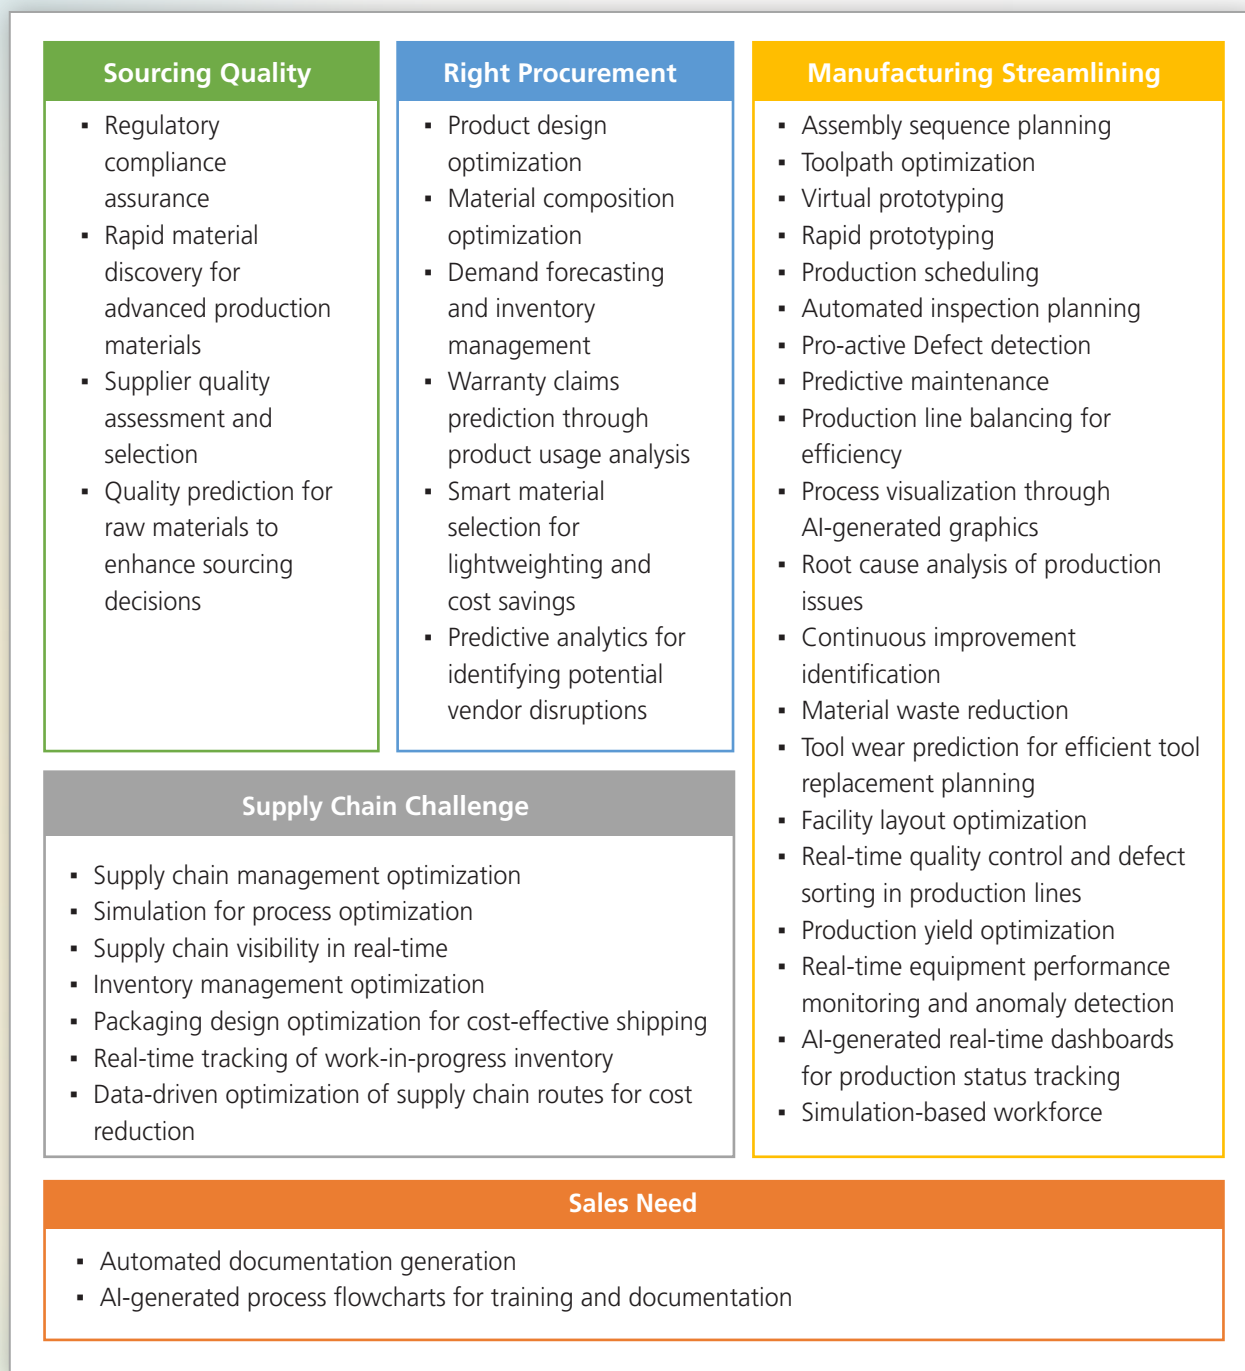 Sourcing Quality
▪ Regulatory
compliance
assurance
▪ Rapid material
discovery for
advanced production
materials
▪ Supplier quality
assessment and
selection
▪ Quality prediction for
raw materials to
enhance sourcing
decisions
Right Procurement
▪ Product design
optimization
▪ Material composition
optimization
▪ Demand forecasting
and inventory
management
▪ Warranty claims
prediction through
product usage analysis
▪ Smart material
selection for
lightweighting and
cost savings
▪ Predictive analytics for
identifying potential
vendor disruptions
Manufacturing Streamlining
▪ Assembly sequence planning
▪ Toolpath optimization
▪ Virtual prototyping
▪ Rapid prototyping
▪ Production scheduling
▪ Automated inspection planning
▪ Pro-active Defect detection
▪ Predictive maintenance
▪ Production line balancing for
efficiency
▪ Process visualization through
AI-generated graphics
▪ Root cause analysis of production
issues
▪ Continuous improvement
identification
▪ Material waste reduction
▪ Tool wear prediction for efficient tool
replacement planning
▪ Facility layout optimization
▪ Real-time quality control and defect
sorting in production lines
▪ Production yield optimization
▪ Real-time equipment performance
monitoring and anomaly detection
▪ AI-generated real-time dashboards
for production status tracking
▪ Simulation-based workforce
Supply Chain Challenge
▪ Supply chain management optimization
▪ Simulation for process optimization
▪ Supply chain visibility in real-time
▪ Inventory management optimization
▪ Packaging design optimization for cost-effective shipping
▪ Real-time tracking of work-in-progress inventory
▪ Data-driven optimization of supply chain routes for cost
reduction
Sales Need
▪ Automated documentation generation
▪ AI-generated process flowcharts for training and documentation